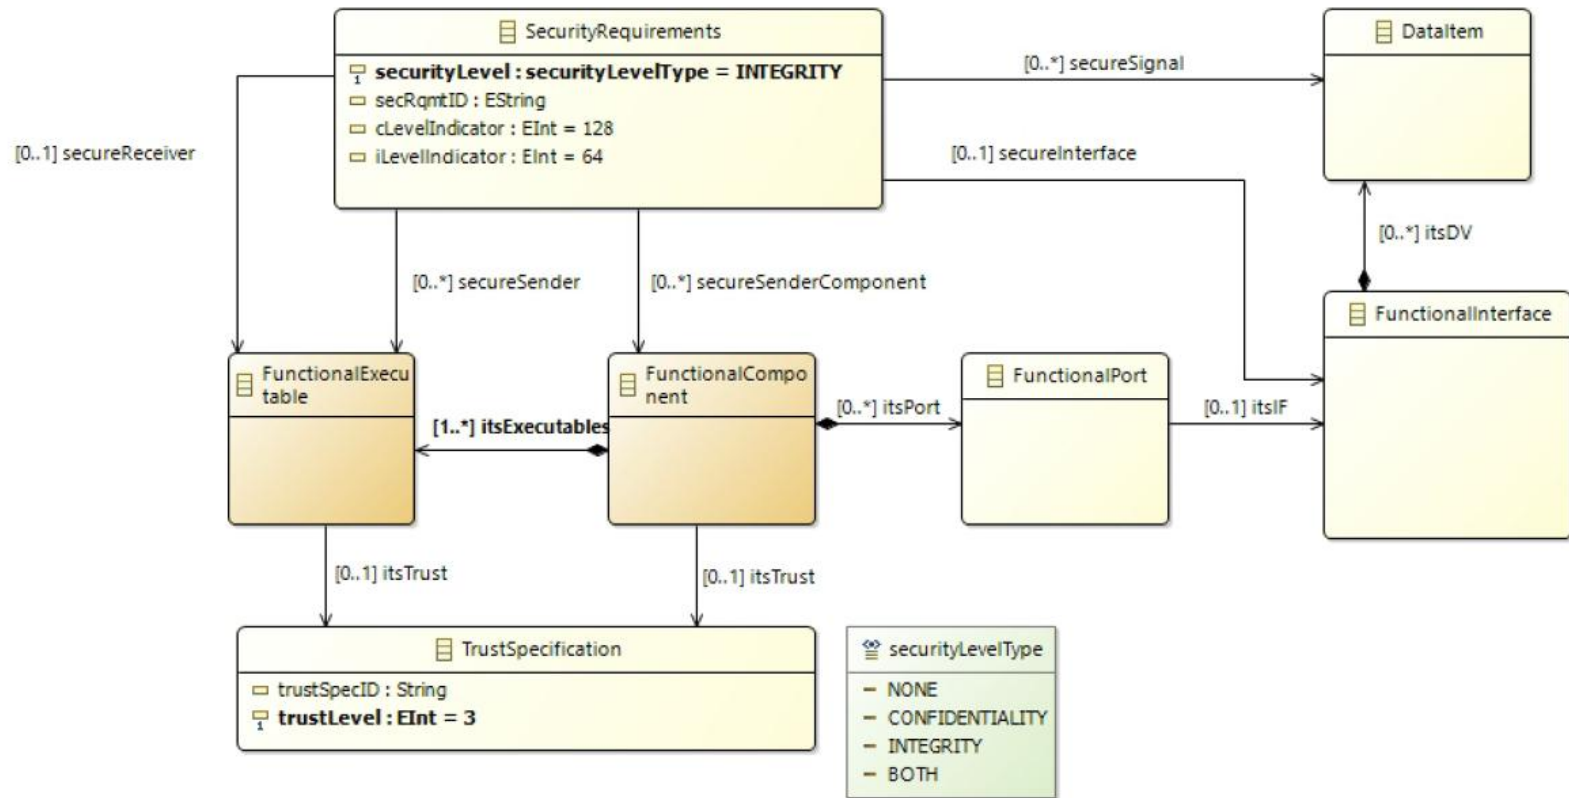 SecurityRequirements
securityLevel : securityLevelType = INTEGRITY
secRqmtID : EString
cLevelIndicator : EInt = 128
iLevelIndicator : EInt = 64
DataItem
[0..*] secureSignal
[0..1] secureReceiver
[0..1] secureInterface
[0..*] itsDV
[0..*] secureSender
[0..*] secureSenderComponent
FunctionalInterface
FunctionalExecu
table
FunctionalCompo
nent
FunctionalPort
[1..*] itsExecutables
[0..*] itsPort
[0..1] itsIF
[0..1] itsTrust
[0..1] itsTrust
TrustSpecification
trustSpecID : String
trustLevel : EInt = 3
securityLevelType
NONE
CONFIDENTIALITY
INTEGRITY
BOTH